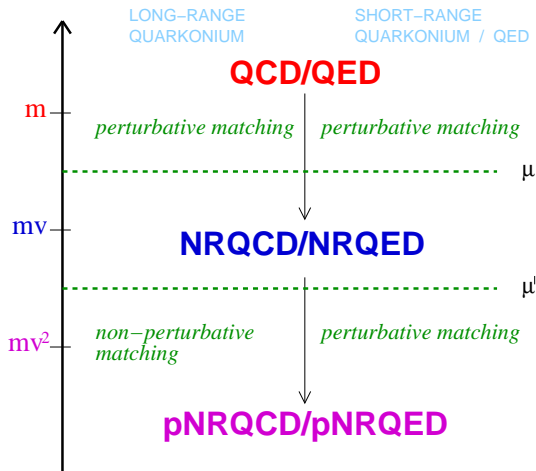 LONG-RANGE
QUARKONIUM
SHORT-RANGE
QUARKONIUM / QED
QCD/QED
m
perturbative matching
perturbative matching
μ
mv
NRQCD/NRQED
μ'
mv²
non-perturbative
matching
perturbative matching
pNRQCD/pNRQED